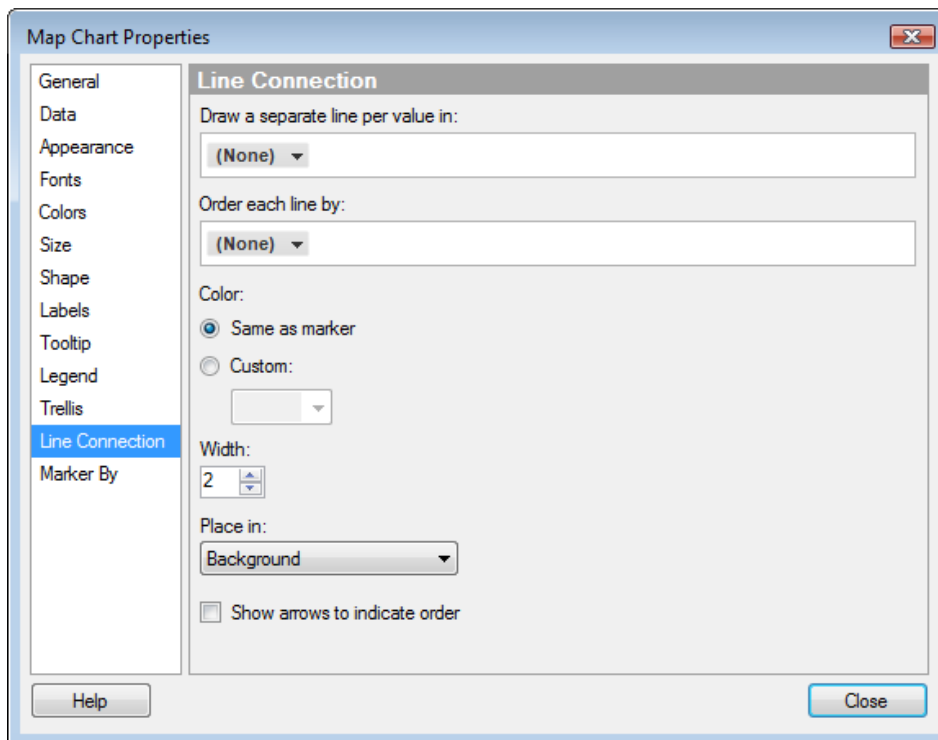 Map Chart Properties
General
Data
Appearance
Fonts
Colors
Size
Shape
Labels
Tooltip
Legend
Trellis
Line Connection
Marker By
Line Connection
Draw a separate line per value in:
(None)
Order each line by:
(None)
Color:
Same as marker
Custom:
Width:
2
Place in:
Background
Show arrows to indicate order
Help
Close